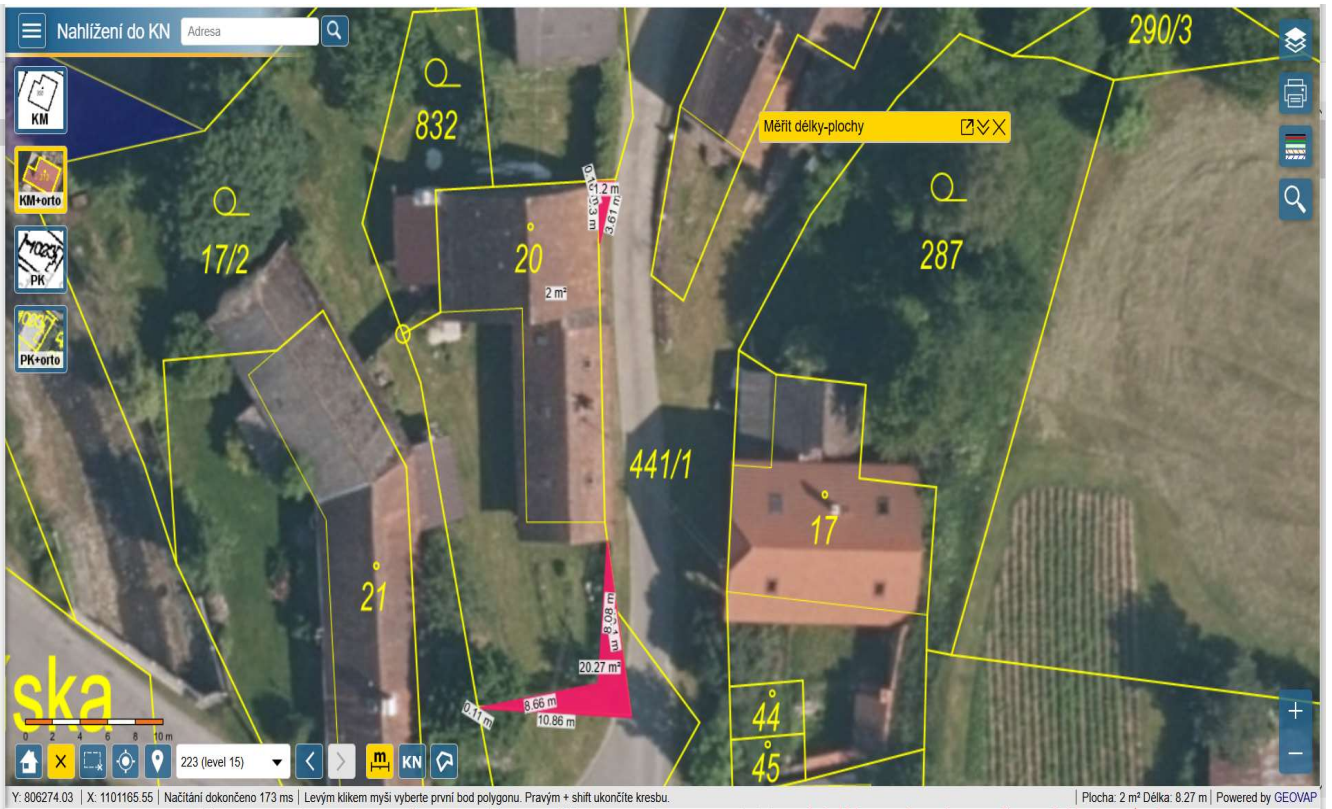 Nahlížení do KN
Adresa
290/3
KM
832
Měřit délky-plochy
KM+orto
1.2 m
3.61 m
17/2
20
287
PK
2 m²
PK+orto
441/1
17
21
8.08 m
20.27 m²
ska
0.11 m
8.66 m
10.86 m
44
45
0 2 4 6 8 10 m
223 (level 15)
m
KN
Y: 806274.03 X: 1101165.55 Načítání dokončeno 173 ms Levým klikem myši vyberte první bod polygonu. Pravým + shift ukončíte kresbu. Plocha: 2 m² Délka: 8.27 m Powered by GEOVAP